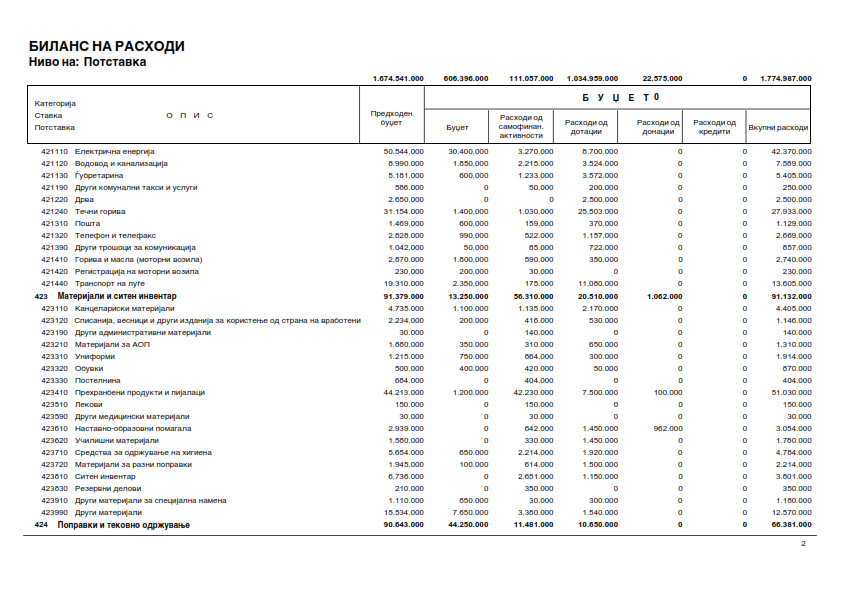 БИЛАНС НА РАСХОДИ
Ниво на: Потставка
1.674.541.000 606.396.000 111.057.000 1.034.959.000 22.575.000 0 1.774.987.000
Категорија
Ставка
Потставка
О П И С
Предходен буџет
Б У Џ Е Т 0
Буџет
Расходи од самофинан. активности
Расходи од дотации
Расходи од донации
Расходи од кредити
Вкупни расходи
421110 Електрична енергија 50.544.000 30.400.000 3.270.000 8.700.000 0 0 42.370.000
421120 Водовод и канализација 8.990.000 1.850.000 2.215.000 3.524.000 0 0 7.589.000
421130 Ѓубретарина 5.181.000 600.000 1.233.000 3.572.000 0 0 5.405.000
421190 Други комунални такси и услуги 586.000 0 50.000 200.000 0 0 250.000
421220 Дрва 2.650.000 0 0 2.500.000 0 0 2.500.000
421240 Течни горива 31.154.000 1.400.000 1.030.000 25.503.000 0 0 27.933.000
421310 Пошта 1.469.000 600.000 159.000 370.000 0 0 1.129.000
421320 Телефон и телефакс 2.828.000 990.000 522.000 1.157.000 0 0 2.669.000
421390 Други трошоци за комуникација 1.042.000 50.000 85.000 722.000 0 0 857.000
421410 Горива и масла (моторни возила) 2.870.000 1.800.000 590.000 350.000 0 0 2.740.000
421420 Регистрација на моторни возила 230.000 200.000 30.000 0 0 0 230.000
421440 Транспорт на луѓе 19.310.000 2.350.000 175.000 11.080.000 0 0 13.605.000
423 Материјали и ситен инвентар 91.379.000 13.250.000 56.310.000 20.510.000 1.062.000 0 91.132.000
423110 Канцелариски материјали 4.735.000 1.100.000 1.135.000 2.170.000 0 0 4.405.000
423120 Списанија, весници и други изданија за користење од страна на вработени 2.234.000 200.000 416.000 530.000 0 0 1.146.000
423190 Други административни материјали 30.000 0 140.000 0 0 0 140.000
423210 Материјали за АОП 1.880.000 350.000 310.000 650.000 0 0 1.310.000
423310 Униформи 1.215.000 750.000 864.000 300.000 0 0 1.914.000
423320 Обувки 500.000 400.000 420.000 50.000 0 0 870.000
423330 Постелнина 684.000 0 404.000 0 0 0 404.000
423410 Прехранбени продукти и пијалаци 44.213.000 1.200.000 42.230.000 7.500.000 100.000 0 51.030.000
423510 Лекови 150.000 0 150.000 0 0 0 150.000
423590 Други медицински материјали 30.000 0 30.000 0 0 0 30.000
423610 Наставно-образовни помагала 2.939.000 0 642.000 1.450.000 962.000 0 3.054.000
423620 Училишни материјали 1.580.000 0 330.000 1.450.000 0 0 1.780.000
423710 Средства за одржување на хигиена 5.654.000 650.000 2.214.000 1.920.000 0 0 4.784.000
423720 Материјали за разни поправки 1.945.000 100.000 614.000 1.500.000 0 0 2.214.000
423810 Ситен инвентар 6.736.000 0 2.651.000 1.150.000 0 0 3.801.000
423830 Резервни делови 210.000 0 350.000 0 0 0 350.000
423910 Други материјали за специјална намена 1.110.000 850.000 30.000 300.000 0 0 1.180.000
423990 Други материјали 15.534.000 7.650.000 3.380.000 1.540.000 0 0 12.570.000
424 Поправки и тековно одржување 90.643.000 44.250.000 11.481.000 10.650.000 0 0 66.381.000
2